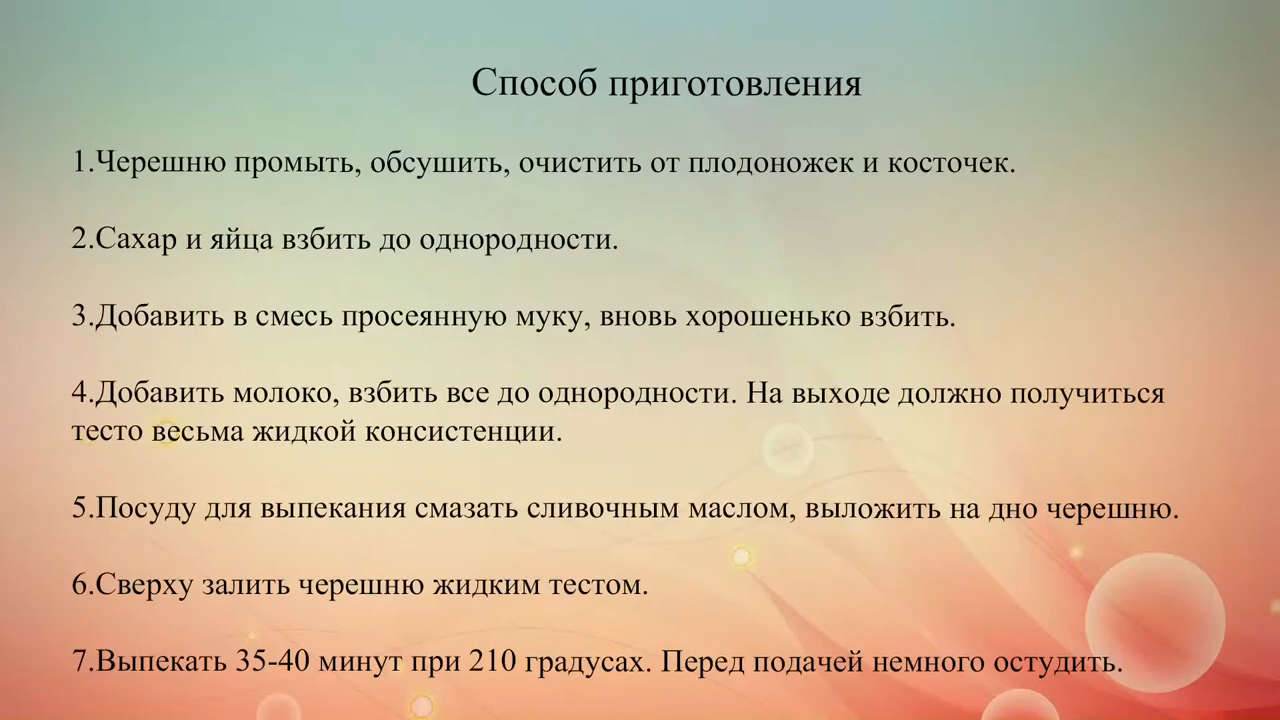 Способ приготовления
1.Черешню промыть, обсушить, очистить от плодоножек и косточек.
2.Сахар и яйца взбить до однородности.
3.Добавить в смесь просеянную муку, вновь хорошенько взбить.
4.Добавить молоко, взбить все до однородности. На выходе должно получиться
тесто весьма жидкой консистенции.
5.Посуду для выпекания смазать сливочным маслом, выложить на дно черешню.
6.Сверху залить черешню жидким тестом.
7.Выпекать 35-40 минут при 210 градусах. Перед подачей немного остудить.